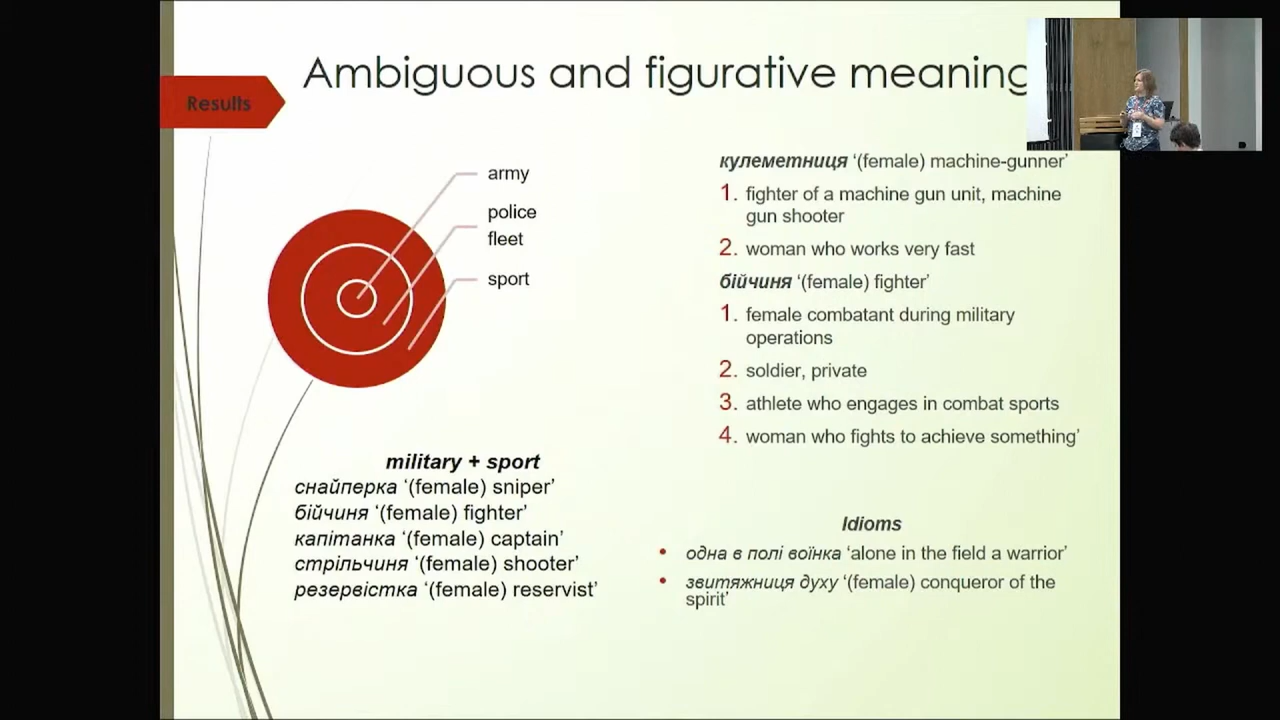 Ambiguous and figurative meaning
Results
army
police
fleet
sport
military + sport
снайперка ‘(female) sniper’
бійчиня ‘(female) fighter’
капітанка ‘(female) captain’
стрільчиня ‘(female) shooter’
резервістка ‘(female) reservist’
кулеметниця ‘(female) machine-gunner’
1. fighter of a machine gun unit, machine
gun shooter
2. woman who works very fast
бійчиня ‘(female) fighter’
1. female combatant during military
operations
2. soldier, private
3. athlete who engages in combat sports
4. woman who fights to achieve something’
Idioms
• одна в полі воїнка ‘alone in the field a warrior’
• звитяжниця духу ‘(female) conqueror of the
spirit’